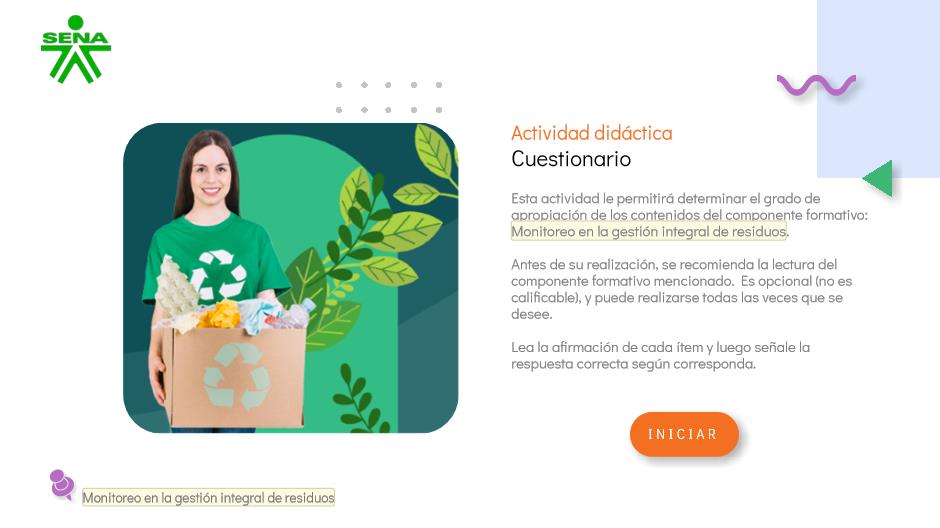 SENA
Actividad didáctica
Cuestionario
Esta actividad le permitirá determinar el grado de
apropiación de los contenidos del componente formativo:
Monitoreo en la gestión integral de residuos.
Antes de su realización, se recomienda la lectura del
componente formativo mencionado. Es opcional (no es
calificable), y puede realizarse todas las veces que se
desee.
Lea la afirmación de cada ítem y luego señale la
respuesta correcta según corresponda.
INICIAR
Monitoreo en la gestión integral de residuos